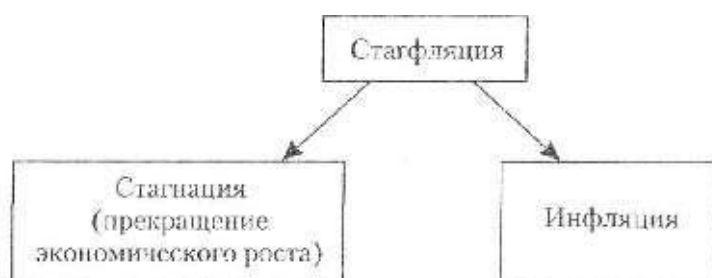 Стагфляция
Стагнация
(прекращение
экономического роста)
Инфляция